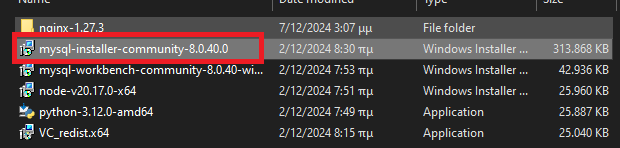 Date modified Type Size
nginx-1.27.3 7/12/2024 3:07 μμ File folder
mysql-installer-community-8.0.40.0 2/12/2024 8:30 πμ Windows Installer ... 313.868 KB
mysql-workbench-community-8.0.40-wi... 2/12/2024 7:53 πμ Windows Installer ... 42.936 KB
node-v20.17.0-x64 2/12/2024 7:51 πμ Windows Installer ... 25.960 KB
python-3.12.0-amd64 2/12/2024 7:49 πμ Application 25.887 KB
VC_redist.x64 2/12/2024 8:15 πμ Application 25.040 KB